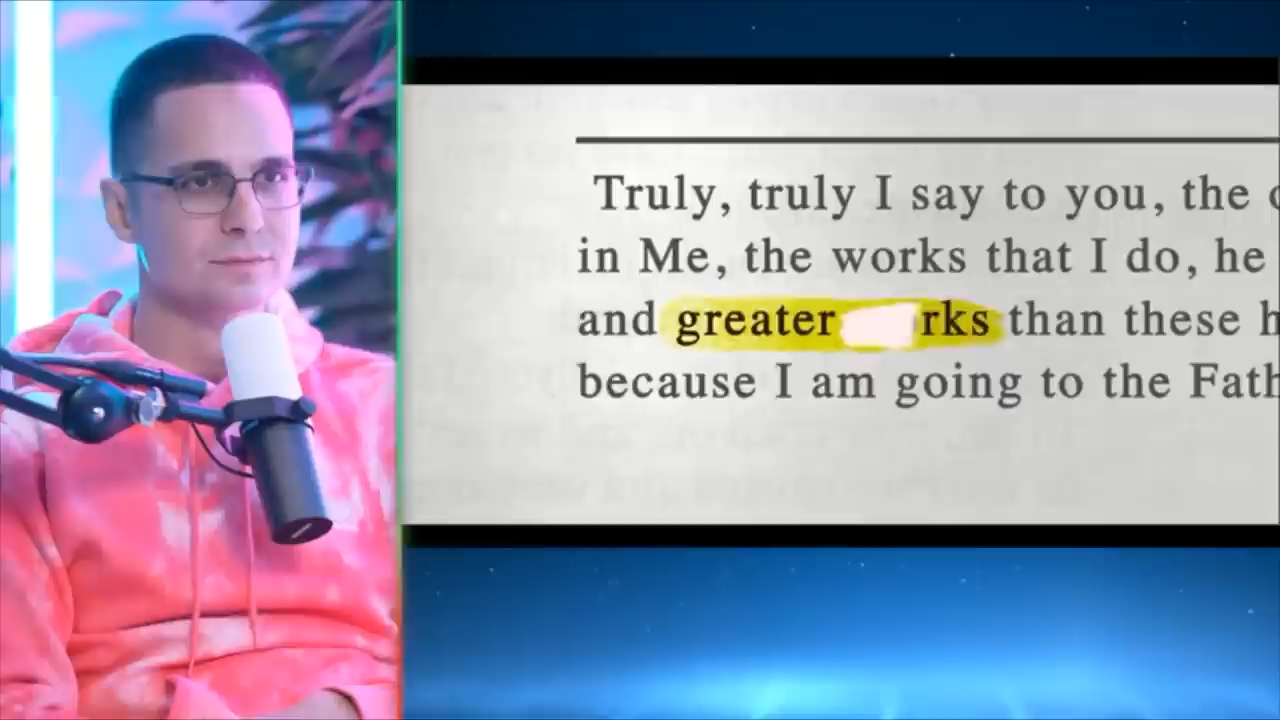 Truly, truly I say to you, the
in Me, the works that I do, he
and greater rks than these
because I am going to the Fath